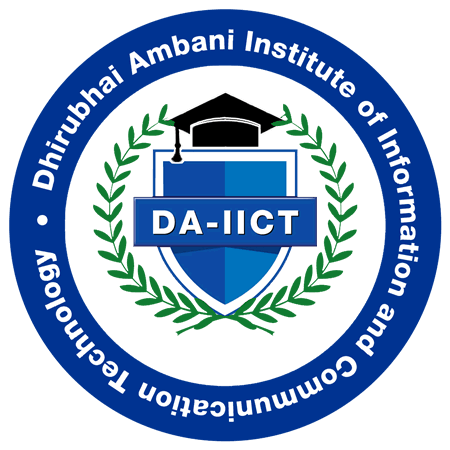 Dhirubhai Ambani Institute of Information and Communication Technology •
DA-IICT